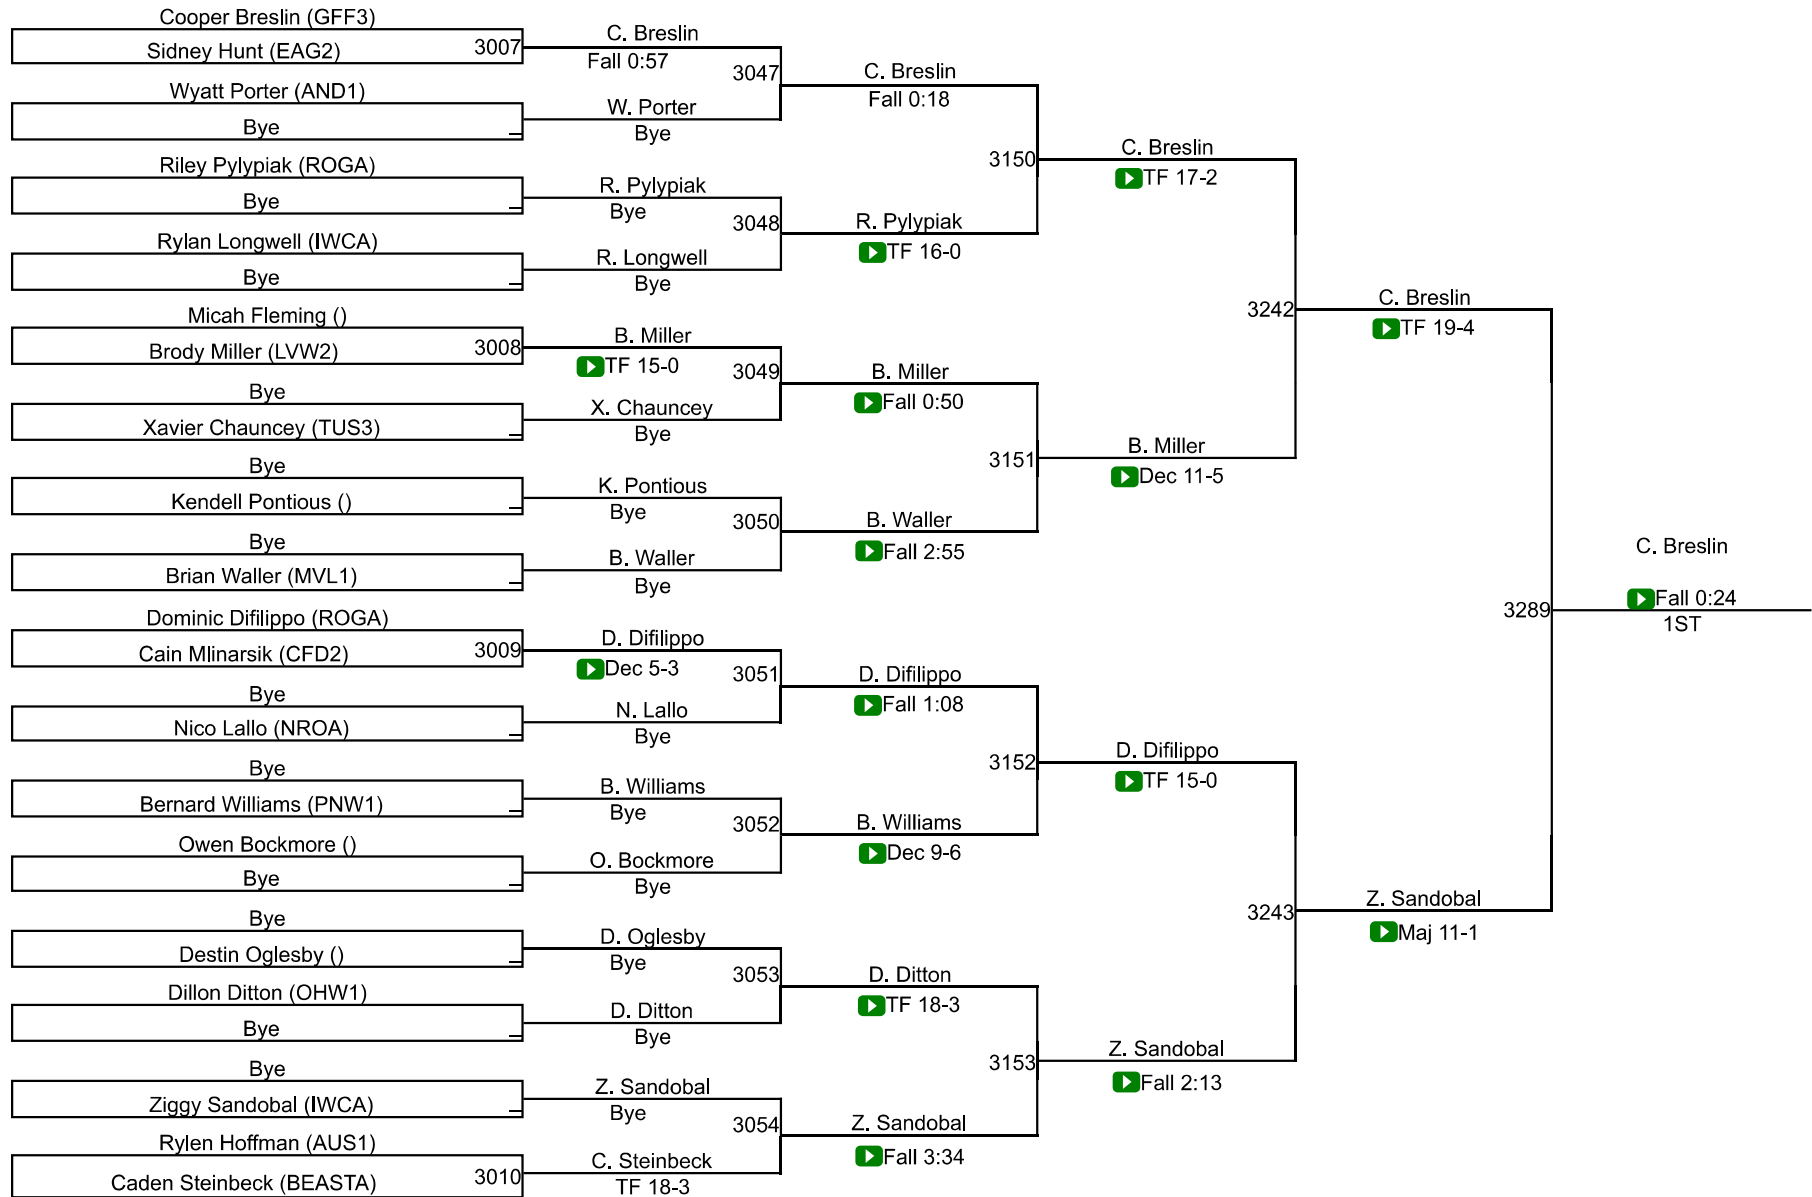 Cooper Breslin (GFF3)
Sidney Hunt (EAG2) 3007
Wyatt Porter (AND1)
Bye
Riley Pylypiak (ROGA)
Bye
Rylan Longwell (IWCA)
Bye
Micah Fleming ()
Brody Miller (LVW2) 3008
Bye
Xavier Chauncey (TUS3)
Bye
Kendell Pontious ()
Bye
Brian Waller (MVL1)
Dominic Difilippo (ROGA)
Cain Mlinarsik (CFD2) 3009
Bye
Nico Lallo (NROA)
Bye
Bernard Williams (PNW1)
Owen Bockmore ()
Bye
Bye
Destin Oglesby ()
Dillon Ditton (OHW1)
Bye
Bye
Ziggy Sandobal (IWCA)
Rylen Hoffman (AUS1)
Caden Steinbeck (BEASTA) 3010
C. Breslin
Fall 0:57
3047
W. Porter
Bye
R. Pylypiak
Bye
3048
R. Longwell
Bye
B. Miller
TF 15-0
3049
X. Chauncey
Bye
K. Pontious
Bye
3050
B. Waller
Bye
D. Difilippo
Dec 5-3
3051
N. Lallo
Bye
B. Williams
Bye
3052
O. Bockmore
Bye
D. Oglesby
Bye
3053
D. Ditton
Bye
Z. Sandobal
Bye
3054
C. Steinbeck
TF 18-3
C. Breslin
Fall 0:18
3150
R. Pylypiak
TF 16-0
B. Miller
Fall 0:50
3151
B. Waller
Fall 2:55
D. Difilippo
Fall 1:08
3152
B. Williams
Dec 9-6
D. Ditton
TF 18-3
3153
Z. Sandobal
Fall 3:34
C. Breslin
TF 17-2
3242
B. Miller
Dec 11-5
D. Difilippo
TF 15-0
3243
Z. Sandobal
Fall 2:13
C. Breslin
TF 19-4
3289
Z. Sandobal
Maj 11-1
C. Breslin
Fall 0:24
1ST